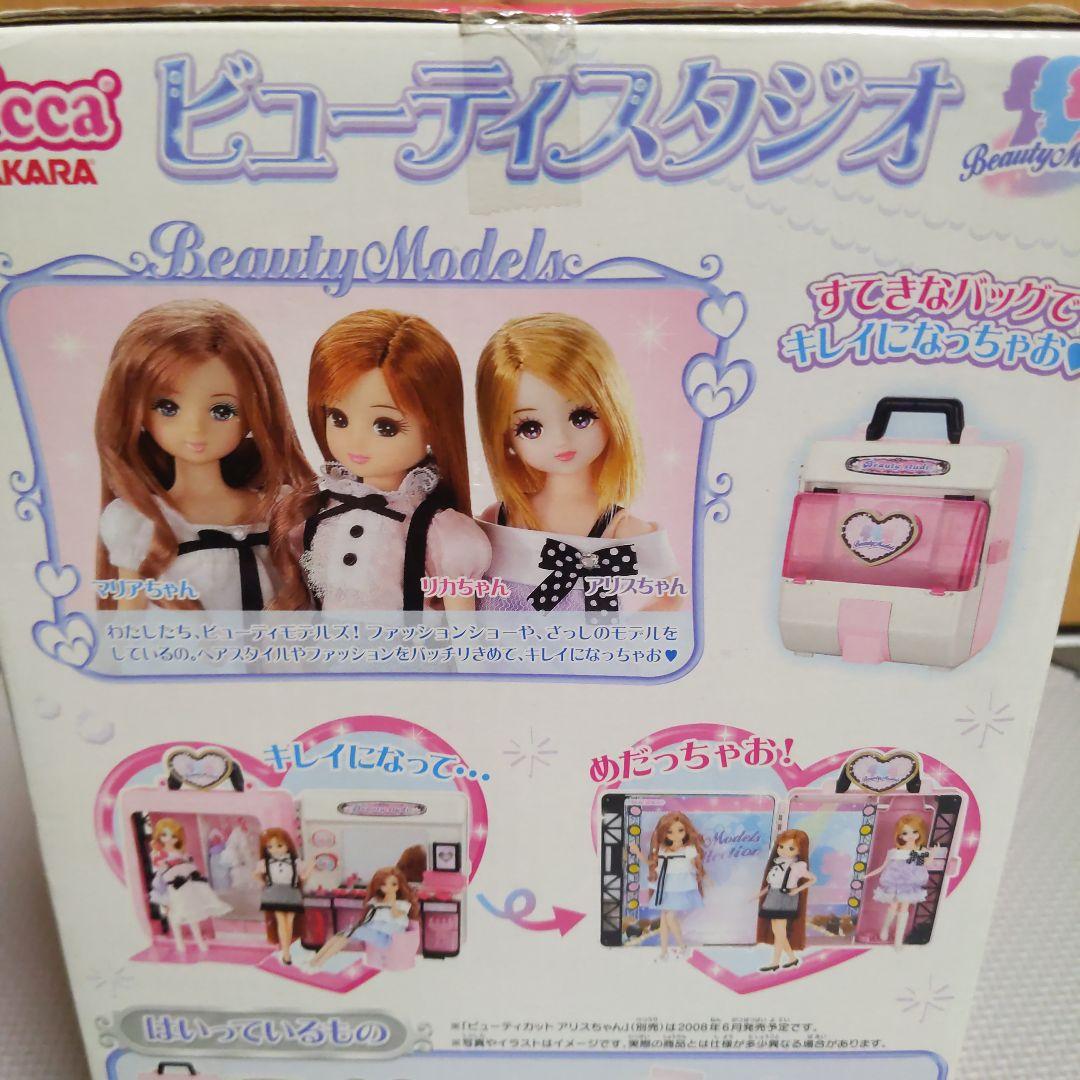 icca
AKARA
ビューティスタジオ
Beauty M
Beauty Models
すてきなバッグで
キレイになっちゃお♥
Beauty studi
マリアちゃん
リカちゃん
アリスちゃん
わたしたち、ビューティモデルズ! ファッションショーや、ざっしのモデルを
しているの。ヘアスタイルやファッションをバッチリきめて、キレイになっちゃお♥
キレイになって…
めだっちゃお!
Models
llection
はいっているもの
※「ビューティカット アリスちゃん」(別売)は2008年6月発売予定です。
※写真やイラストはイメージです。実際の商品とは仕様が多少異なる場合があります。